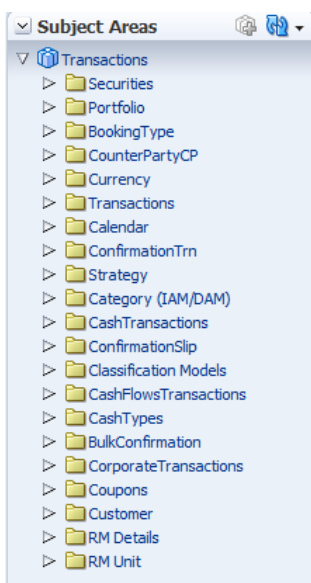 Subject Areas
Transactions
Securities
Portfolio
BookingType
CounterPartyCP
Currency
Transactions
Calendar
ConfirmationTrn
Strategy
Category (IAM/DAM)
CashTransactions
ConfirmationSlip
Classification Models
CashFlowsTransactions
CashTypes
BulkConfirmation
CorporateTransactions
Coupons
Customer
RM Details
RM Unit